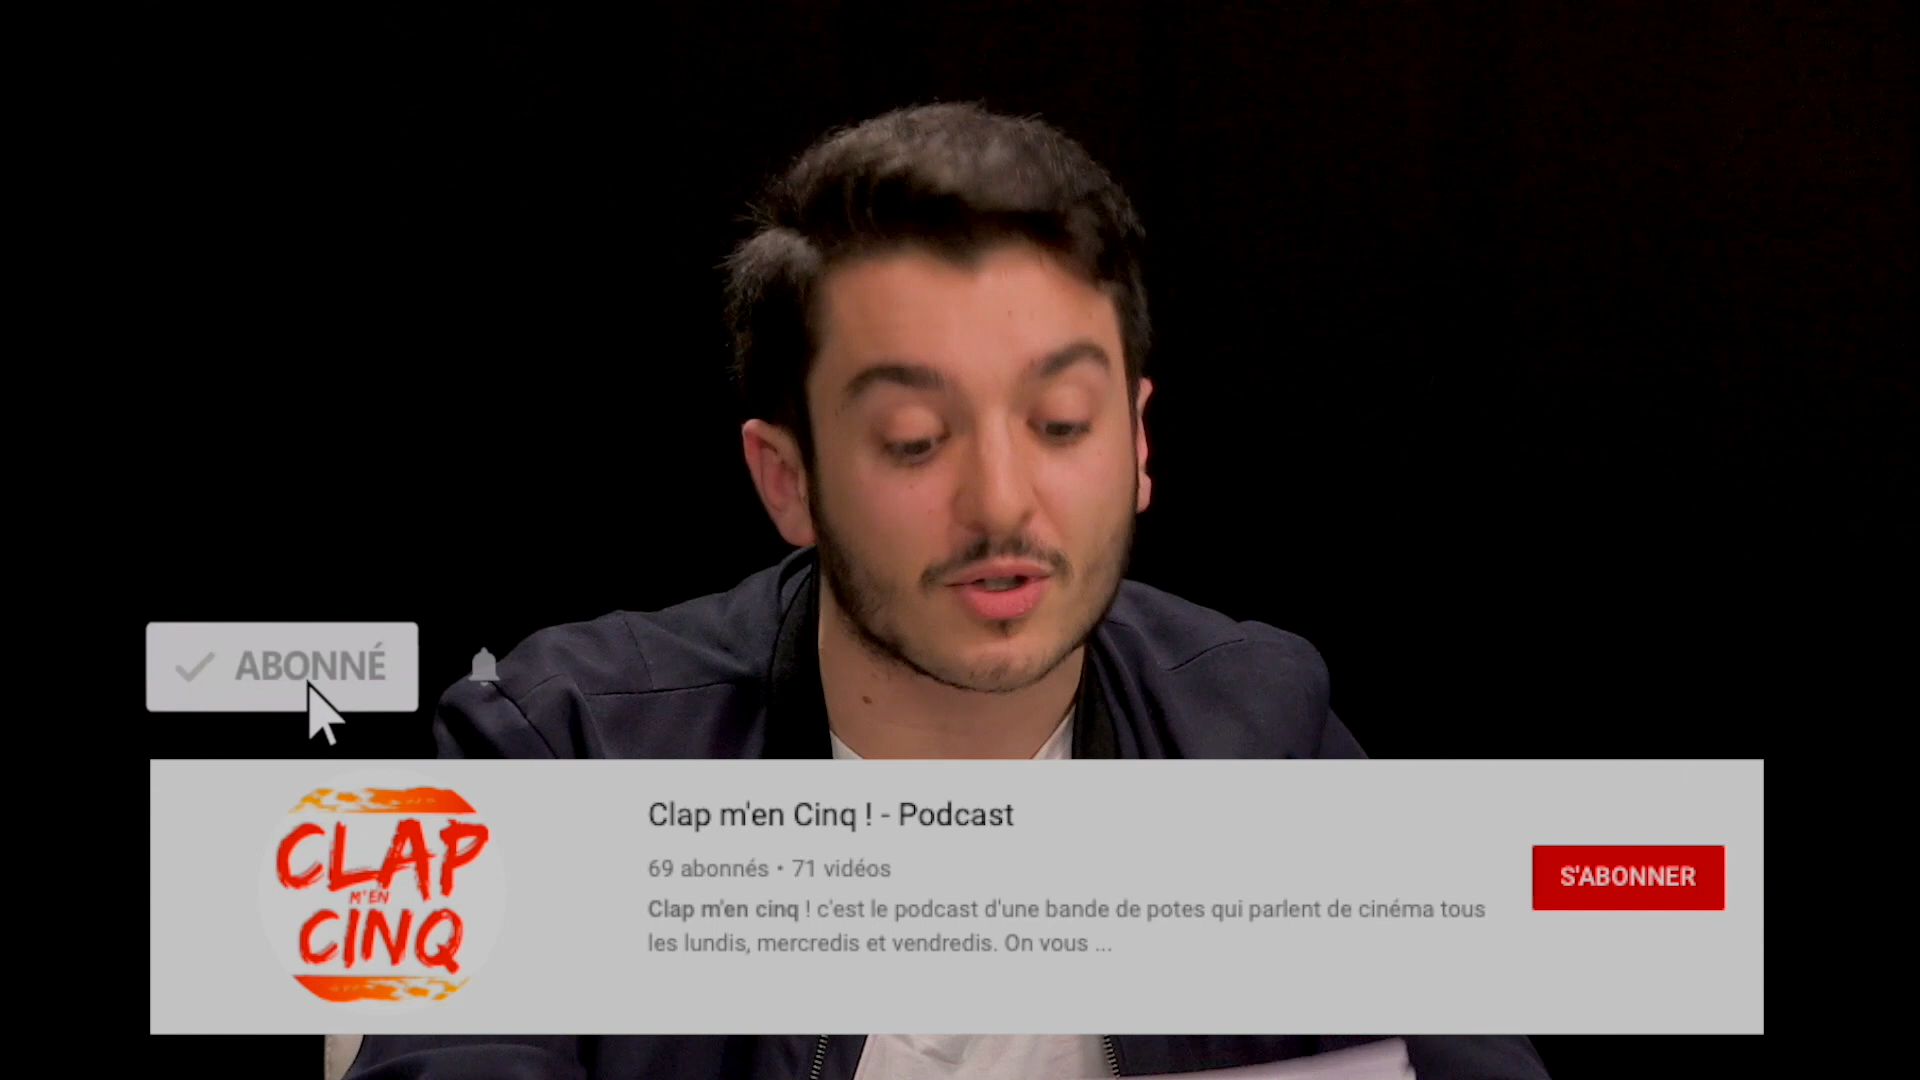 ABONNÉ
CLAP
M'EN
CINQ
Clap m'en Cinq ! - Podcast
69 abonnés • 71 vidéos
Clap m'en cinq ! c'est le podcast d'une bande de potes qui parlent de cinéma tous
les lundis, mercredis et vendredis. On vous ...
S'ABONNER